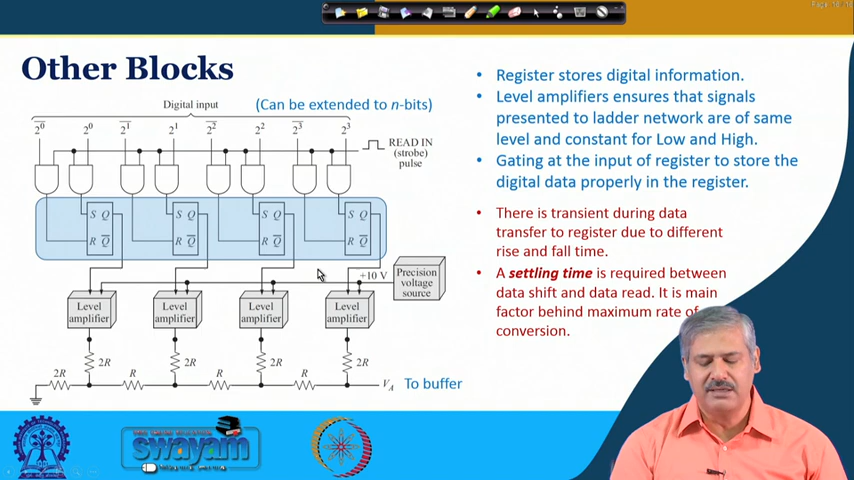 Other Blocks
Digital input (Can be extended to n-bits)
2̅⁰ 2⁰ 2̅¹ 2¹ 2̅² 2² 2̅³ 2³
READ IN
(strobe)
pulse
S Q S Q S Q S Q
R Q̅ R Q̅ R Q̅ R Q̅
+10 V
Precision
voltage
source
Level
amplifier
Level
amplifier
Level
amplifier
Level
amplifier
2R 2R 2R 2R
2R R R R
V_A To buffer
• Register stores digital information.
• Level amplifiers ensures that signals
presented to ladder network are of same
level and constant for Low and High.
• Gating at the input of register to store the
digital data properly in the register.
• There is transient during data
transfer to register due to different
rise and fall time.
• A settling time is required between
data shift and data read. It is main
factor behind maximum rate of
conversion.
swayam